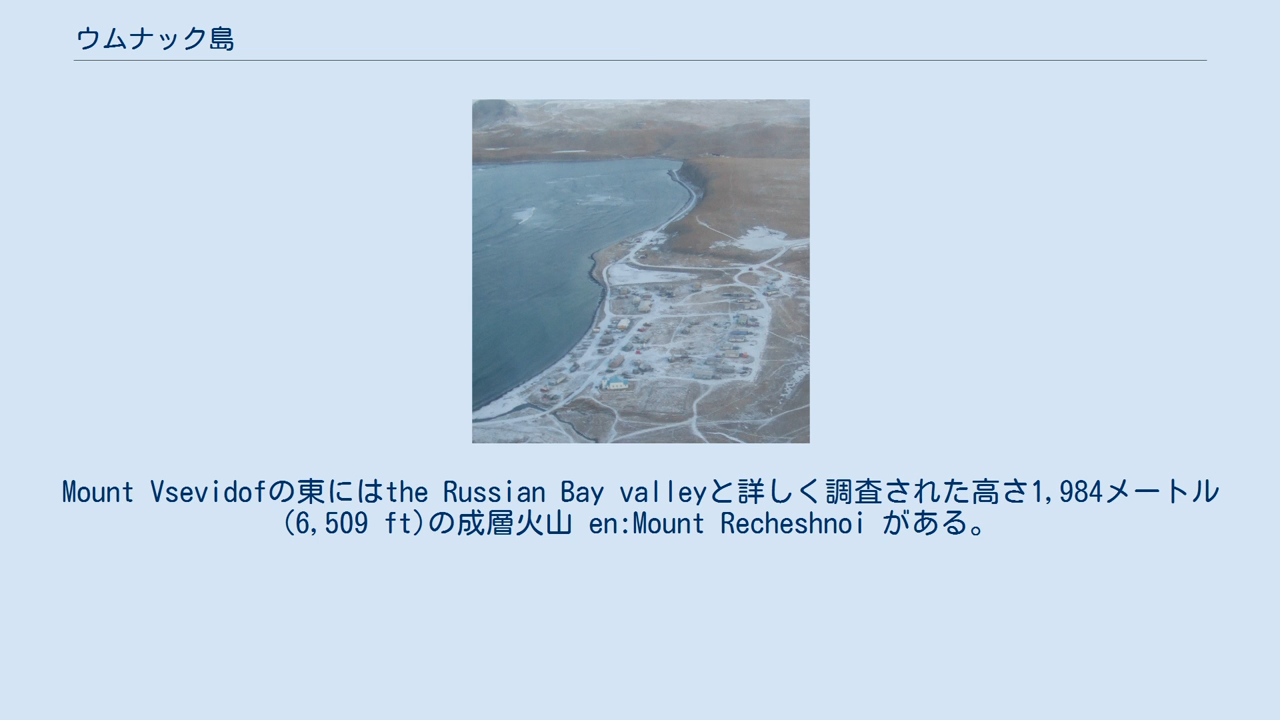 ウムナック島
Mount Vsevidofの東にはthe Russian Bay valleyと詳しく調査された高さ1,984メートル
(6,509 ft)の成層火山 en:Mount Recheshnoi がある。